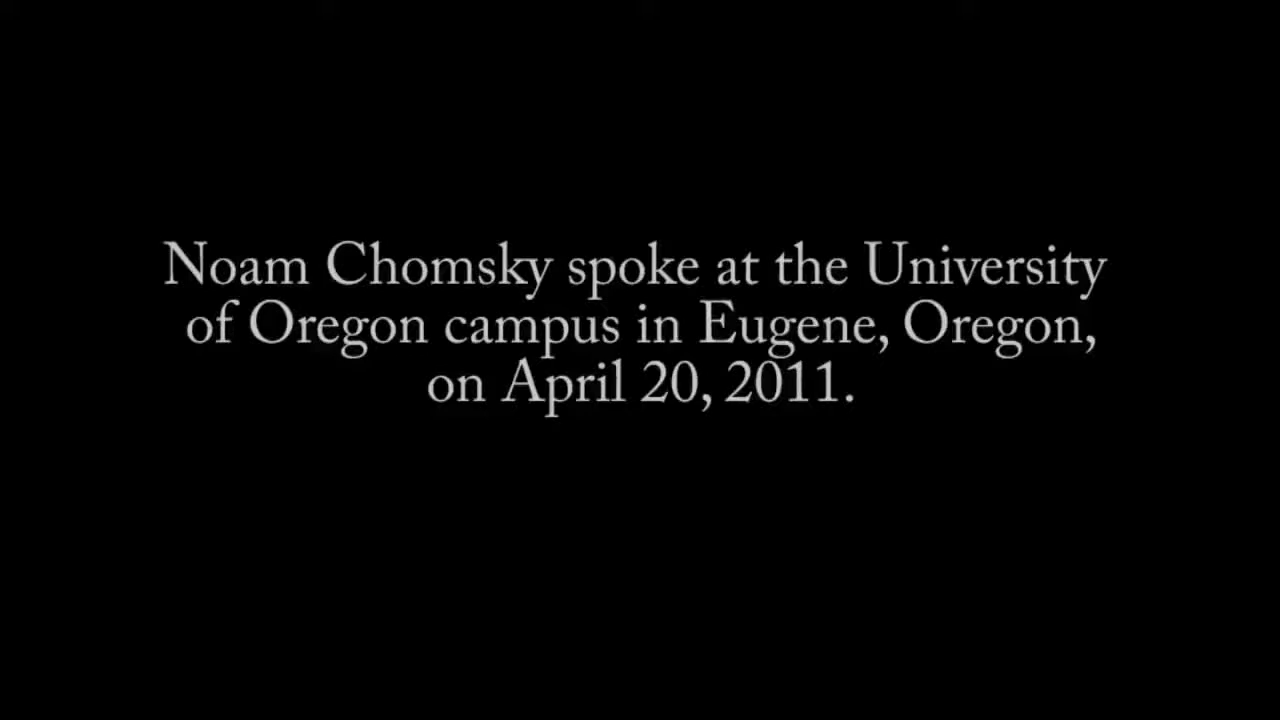 Noam Chomsky spoke at the University
of Oregon campus in Eugene, Oregon,
on April 20, 2011.